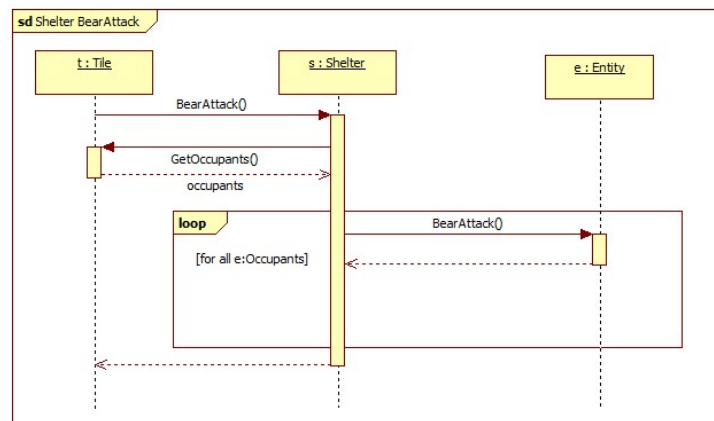 sd Shelter BearAttack
t : Tile
s : Shelter
e : Entity
BearAttack()
GetOccupants()
occupants
loop
BearAttack()
[for all e:Occupants]